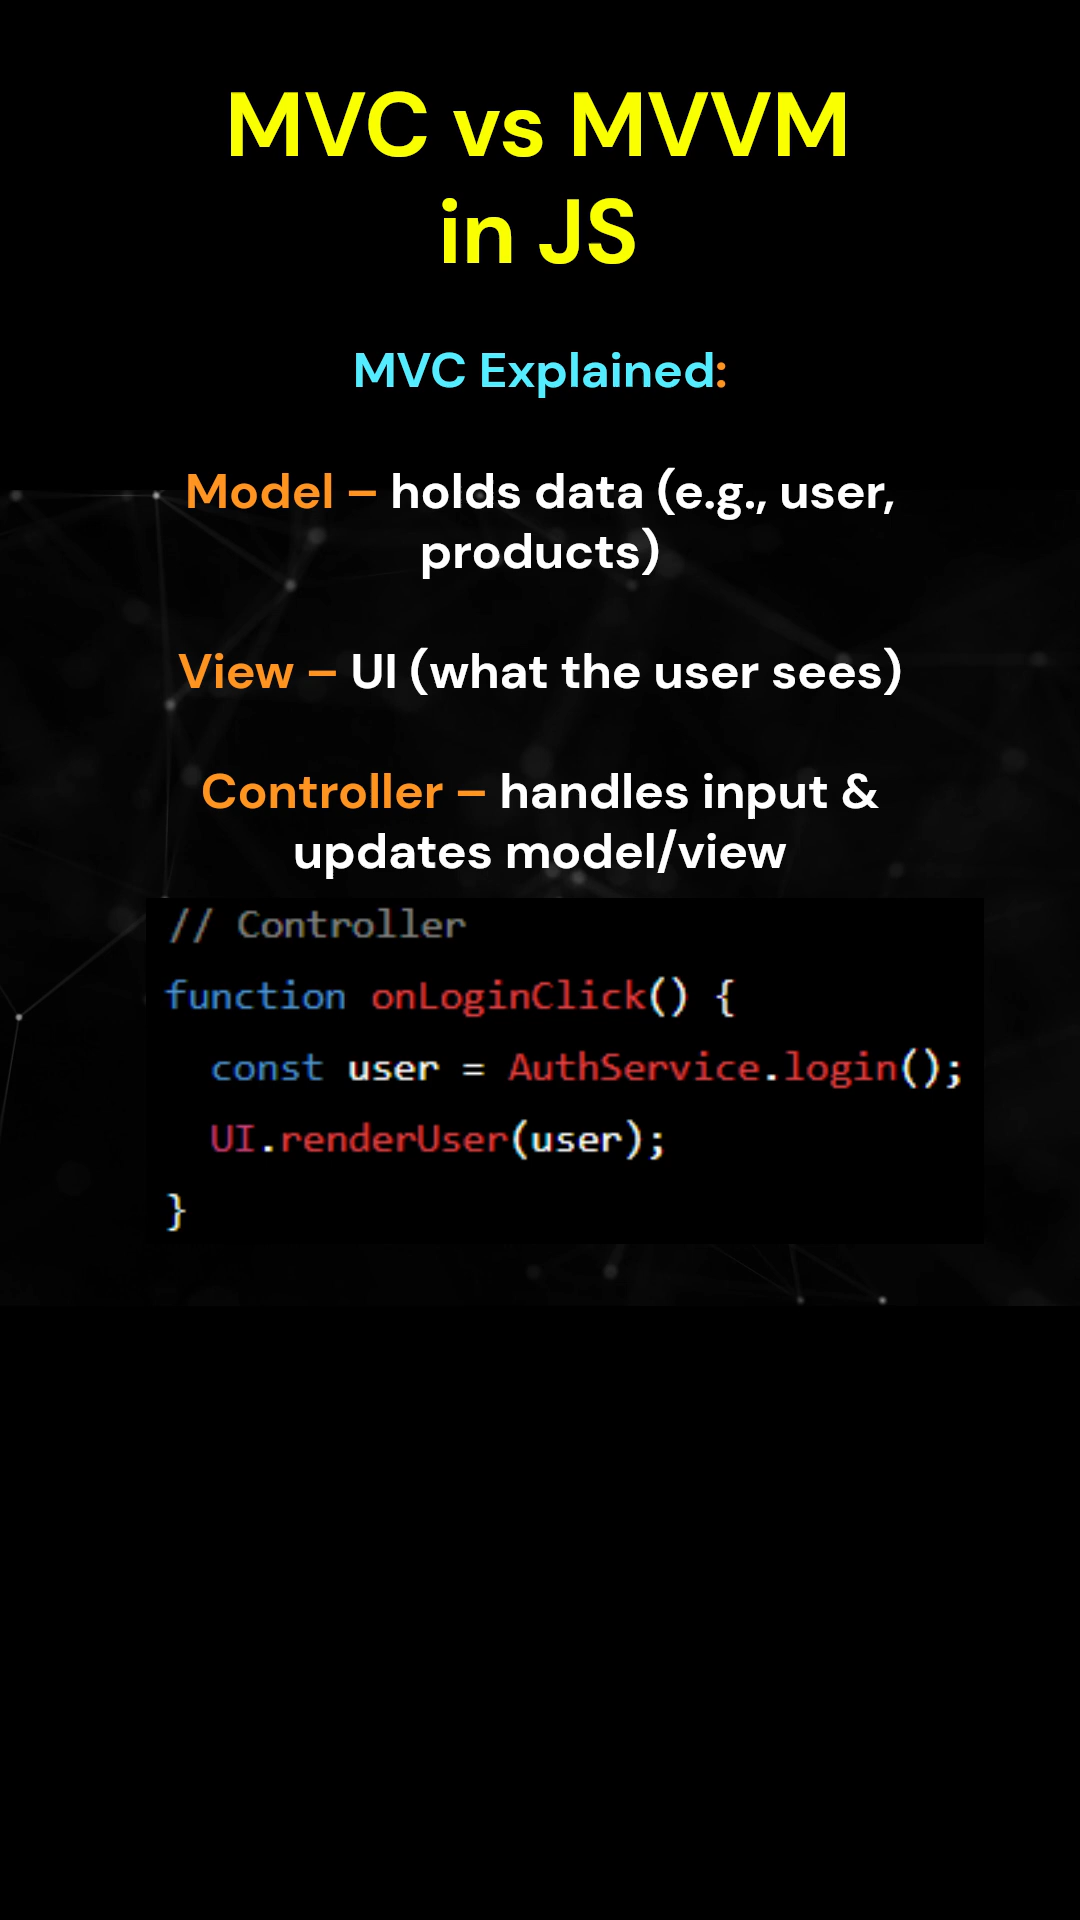 MVC vs MVVM
in JS
MVC Explained:
Model – holds data (e.g., user,
products)
View – UI (what the user sees)
Controller – handles input &
updates model/view
// Controller
function onLoginClick() {
  const user = AuthService.login();
  UI.renderUser(user);
}